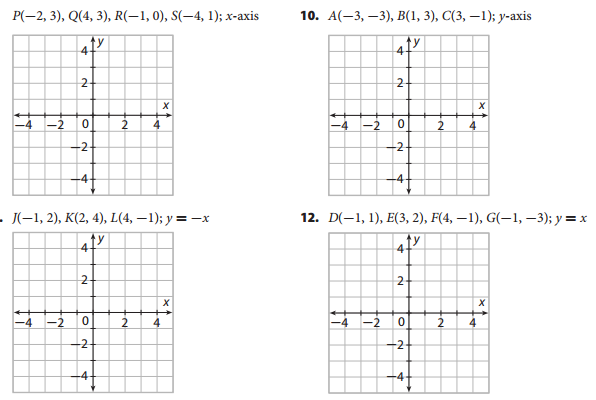 P(−2, 3), Q(4, 3), R(−1, 0), S(−4, 1); x-axis
y
4
2
x
−4 −2 0 2 4
−2
−4
10. A(−3, −3), B(1, 3), C(3, −1); y-axis
y
4
2
x
−4 −2 0 2 4
−2
−4
J(−1, 2), K(2, 4), L(4, −1); y = −x
y
4
2
x
−4 −2 0 2 4
−2
−4
12. D(−1, 1), E(3, 2), F(4, −1), G(−1, −3); y = x
y
4
2
x
−4 −2 0 2 4
−2
−4